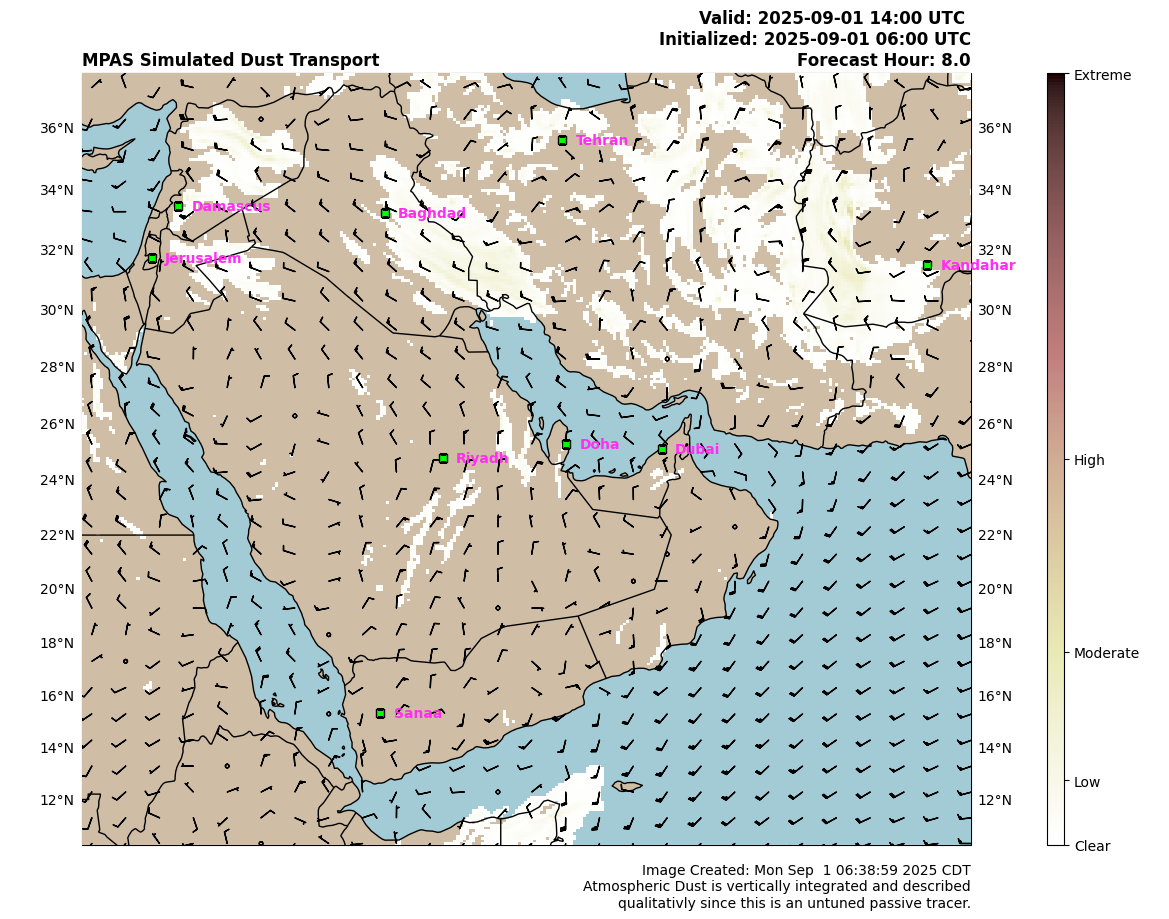 Valid: 2025-09-01 14:00 UTC
Initialized: 2025-09-01 06:00 UTC
MPAS Simulated Dust Transport
Forecast Hour: 8.0
Extreme
High
Moderate
Low
Clear
36°N
34°N
32°N
30°N
28°N
26°N
24°N
22°N
20°N
18°N
16°N
14°N
12°N
36°N
34°N
32°N
30°N
28°N
26°N
24°N
22°N
20°N
18°N
16°N
14°N
12°N
Tehran
Damascus
Baghdad
Jerusalem
Kandahar
Doha
Dubai
Riyadh
Sanaa
Image Created: Mon Sep  1 06:38:59 2025 CDT
Atmospheric Dust is vertically integrated and described
qualitativly since this is an untuned passive tracer.